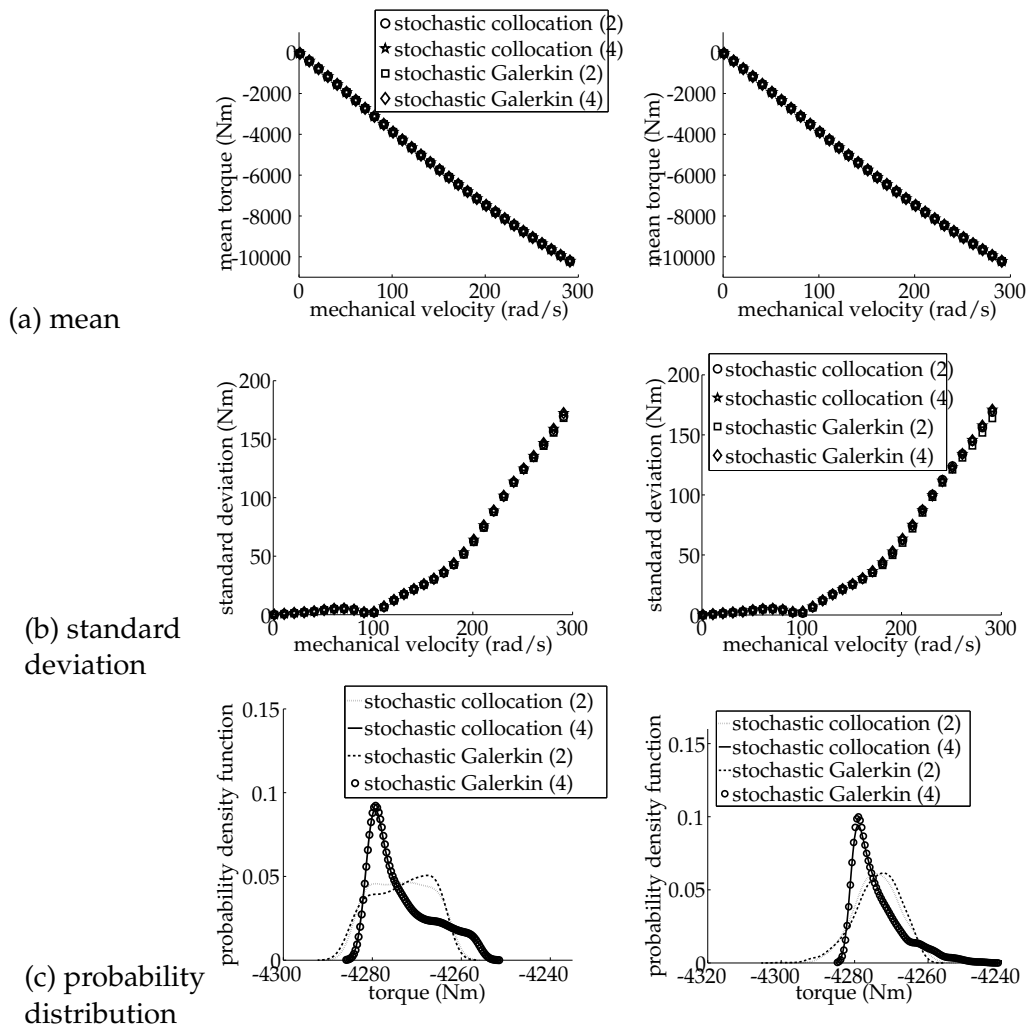 stochastic collocation (2)
stochastic collocation (4)
stochastic Galerkin (2)
stochastic Galerkin (4)
0
-2000
-4000
-6000
-8000
-10000
mean torque (Nm)
0 100 200 300
mechanical velocity (rad/s)
0
-2000
-4000
-6000
-8000
-10000
mean torque (Nm)
0 100 200 300
mechanical velocity (rad/s)
(a) mean
200
150
100
50
0
standard deviation (Nm)
0 100 200 300
mechanical velocity (rad/s)
stochastic collocation (2)
stochastic collocation (4)
stochastic Galerkin (2)
stochastic Galerkin (4)
200
150
100
50
0
standard deviation (Nm)
0 100 200 300
mechanical velocity (rad/s)
(b) standard
deviation
stochastic collocation (2)
stochastic collocation (4)
stochastic Galerkin (2)
stochastic Galerkin (4)
0.15
0.1
0.05
0
probability density function
-4300 -4280 -4260 -4240
torque (Nm)
stochastic collocation (2)
stochastic collocation (4)
stochastic Galerkin (2)
stochastic Galerkin (4)
0.15
0.1
0.05
0
probability density function
-4320 -4300 -4280 -4260 -4240
torque (Nm)
(c) probability
distribution